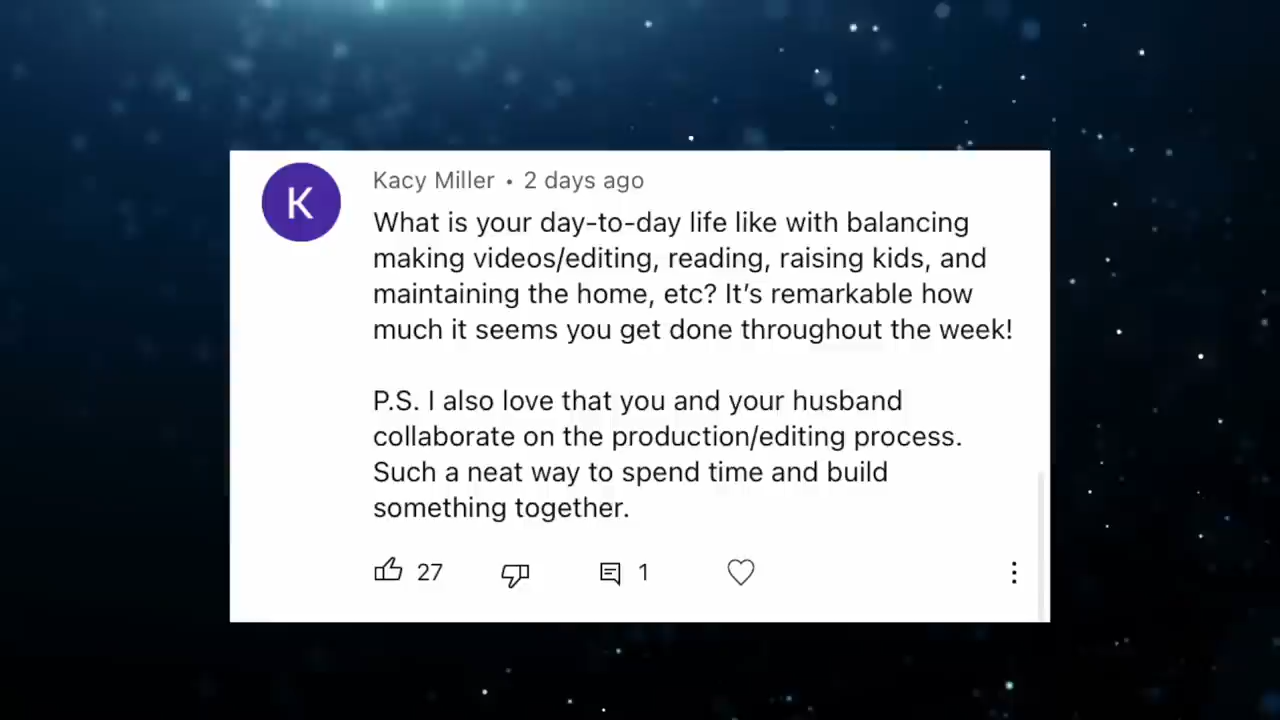 K
Kacy Miller • 2 days ago
What is your day-to-day life like with balancing
making videos/editing, reading, raising kids, and
maintaining the home, etc? It’s remarkable how
much it seems you get done throughout the week!
P.S. I also love that you and your husband
collaborate on the production/editing process.
Such a neat way to spend time and build
something together.
27 1